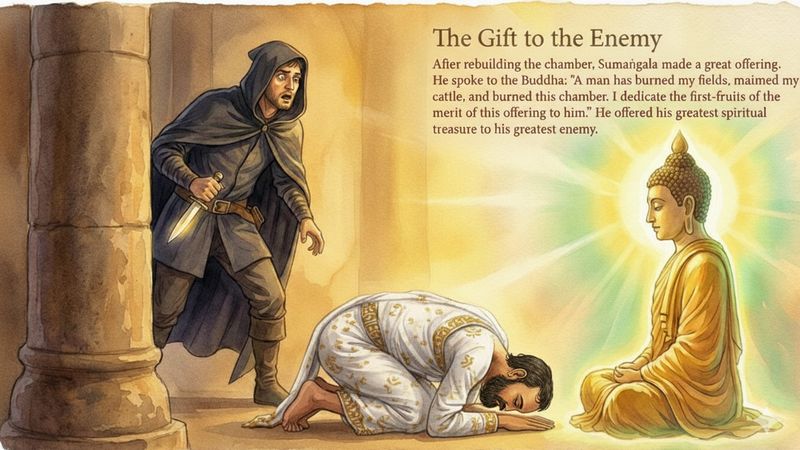 The Gift to the Enemy
After rebuilding the chamber, Sumaṅgala made a great offering.
He spoke to the Buddha: "A man has burned my fields, maimed my
cattle, and burned this chamber. I dedicate the first-fruits of the
merit of this offering to him.” He offered his greatest spiritual
treasure to his greatest enemy.